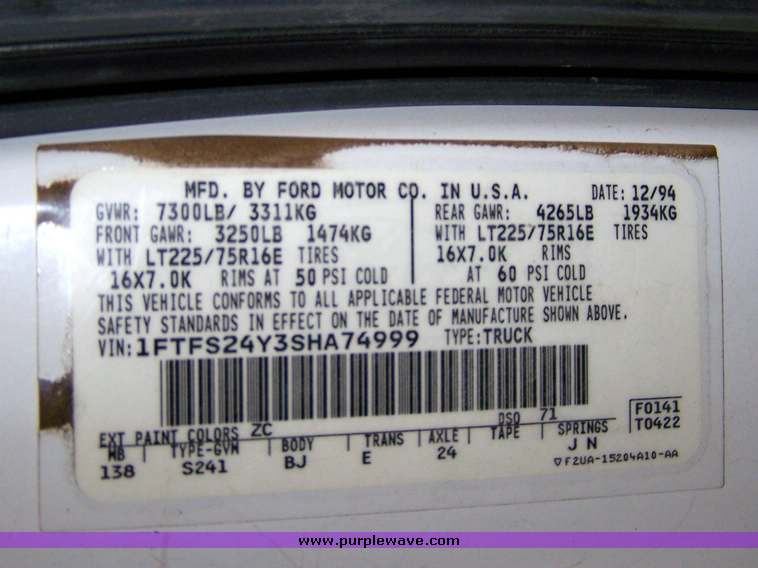 MFD. BY FORD MOTOR CO. IN U.S.A. DATE: 12/94
GVWR: 7300LB/ 3311KG REAR GAWR: 4265LB 1934KG
FRONT GAWR: 3250LB 1474KG WITH LT225/75R16E TIRES
WITH LT225/75R16E TIRES 16X7.0K RIMS
16X7.0K RIMS AT 50 PSI COLD AT 60 PSI COLD
THIS VEHICLE CONFORMS TO ALL APPLICABLE FEDERAL MOTOR VEHICLE
SAFETY STANDARDS IN EFFECT ON THE DATE OF MANUFACTURE SHOWN ABOVE.
VIN: 1FTFS24Y3SHA74999 TYPE: TRUCK
EXT PAINT COLORS ZC DSO 71 F0141
WB TYPE-GVW BODY TRANS AXLE TAPE SPRINGS T0422
138 S241 BJ E 24 J N
▽F2UA-15204A10-AA
www.purplewave.com